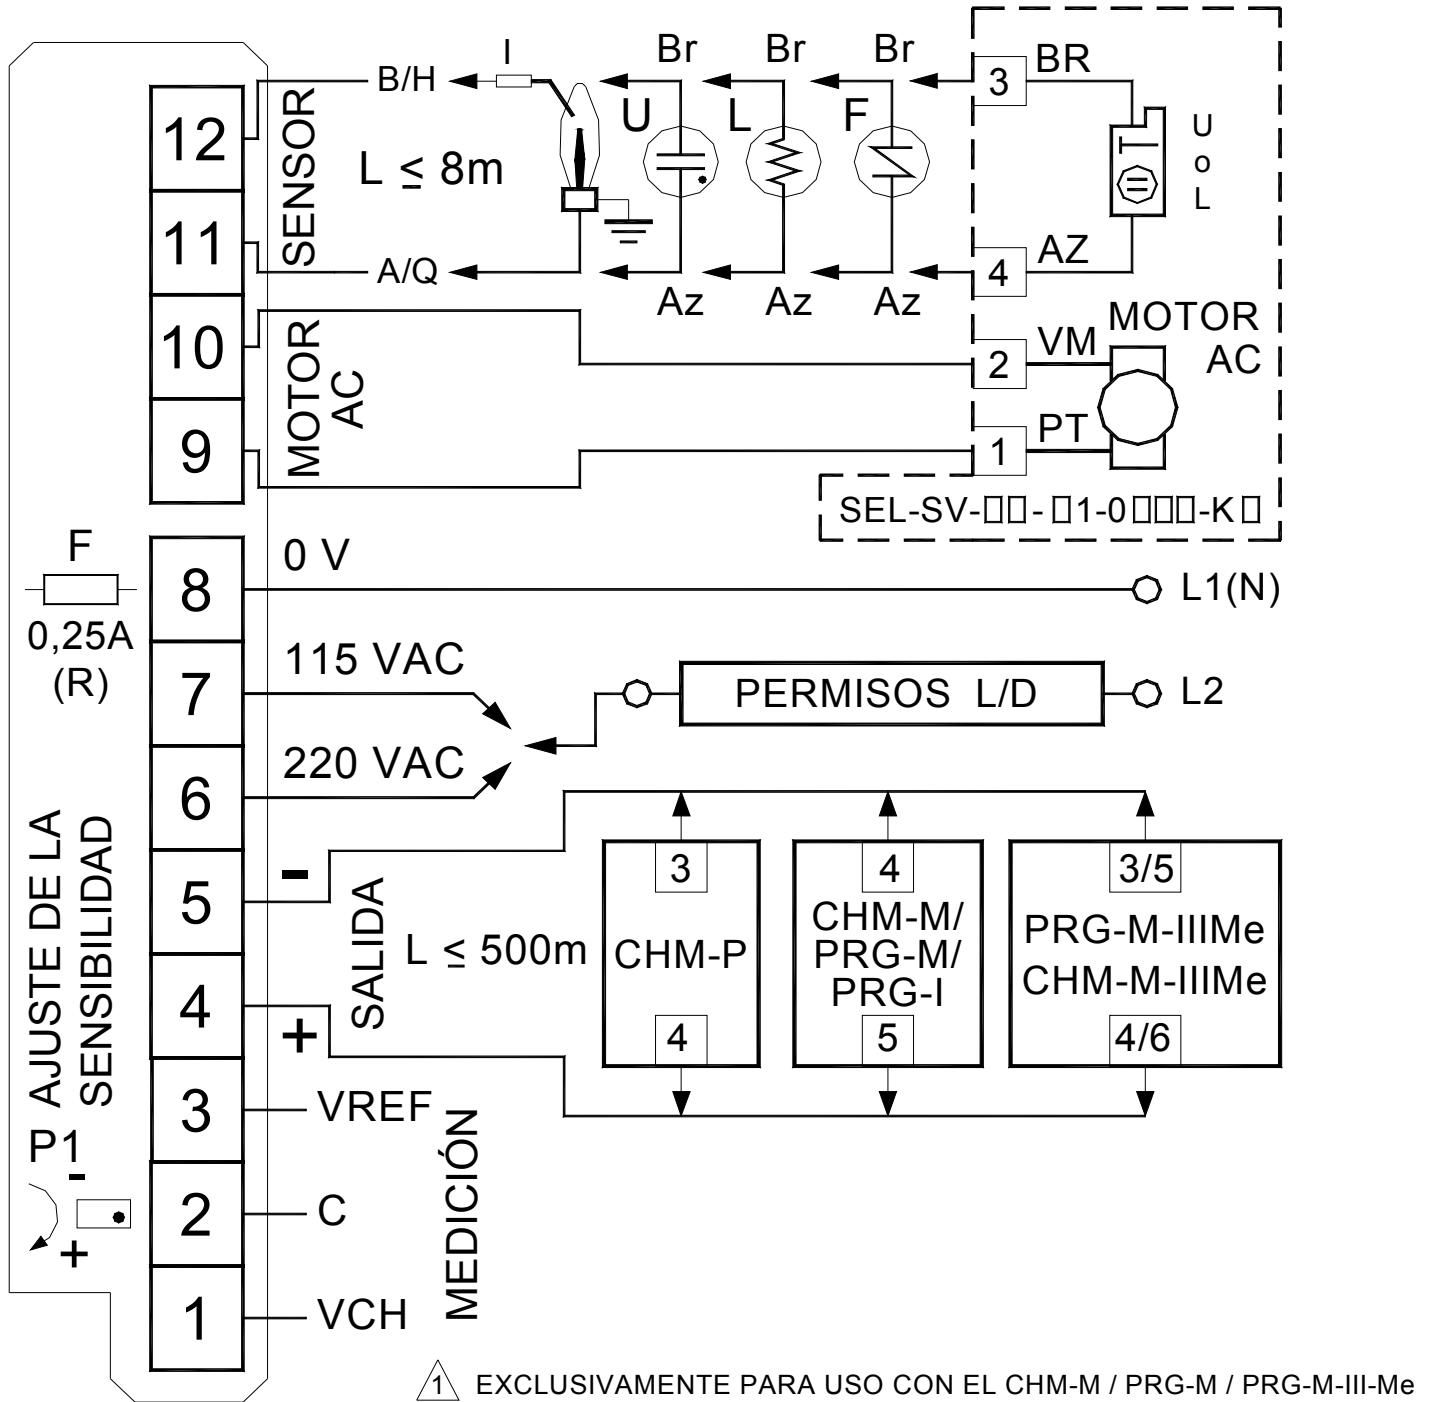 12
11
10
9
8
7
6
5
4
3
2
1
SENSOR
B/H
I
L ≤ 8m
A/Q
Br
Br
Br
U
L
F
Az
Az
Az
3
BR
U
o
L
4
AZ
MOTOR
AC
2
VM
1
PT
MOTOR
AC
SEL-SV-▯▯-▯1-0▯▯▯-K▯
F
0,25A
(R)
0 V
L1(N)
115 VAC
PERMISOS L/D
L2
220 VAC
AJUSTE DE LA
SENSIBILIDAD
P1
-
+
-
SALIDA
+
L ≤ 500m
3
CHM-P
4
4
CHM-M/
PRG-M/
PRG-I
5
3/5
PRG-M-IIIMe
CHM-M-IIIMe
4/6
VREF
C
VCH
MEDICIÓN
1 EXCLUSIVAMENTE PARA USO CON EL CHM-M / PRG-M / PRG-M-III-Me